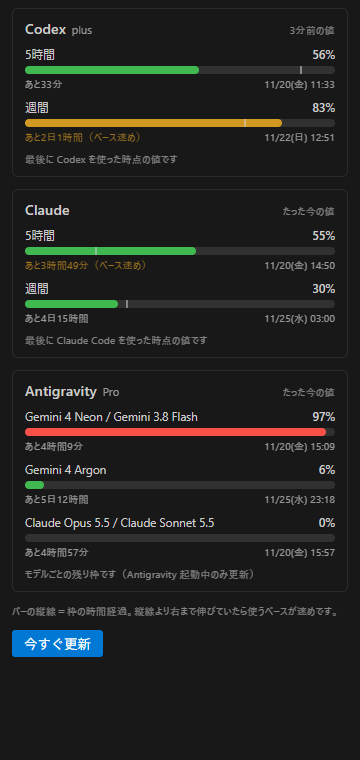 Codex plus 3分前の値
5時間 56%
あと33分 11/20(金) 11:33
週間 83%
あと2日1時間（ペース速め） 11/22(日) 12:51
最後に Codex を使った時点の値です
Claude たった今の値
5時間 55%
あと3時間49分（ペース速め） 11/20(金) 14:50
週間 30%
あと4日15時間 11/25(水) 03:00
最後に Claude Code を使った時点の値です
Antigravity Pro たった今の値
Gemini 4 Neon / Gemini 3.8 Flash 97%
あと4時間9分 11/20(金) 15:09
Gemini 4 Argon 6%
あと5日12時間 11/25(水) 23:18
Claude Opus 5.5 / Claude Sonnet 5.5 0%
あと4時間57分 11/20(金) 15:57
モデルごとの残り枠です（Antigravity 起動中のみ更新）
バーの縦線＝枠の時間経過。縦線より右まで伸びていたら使うペースが速めです。
今すぐ更新